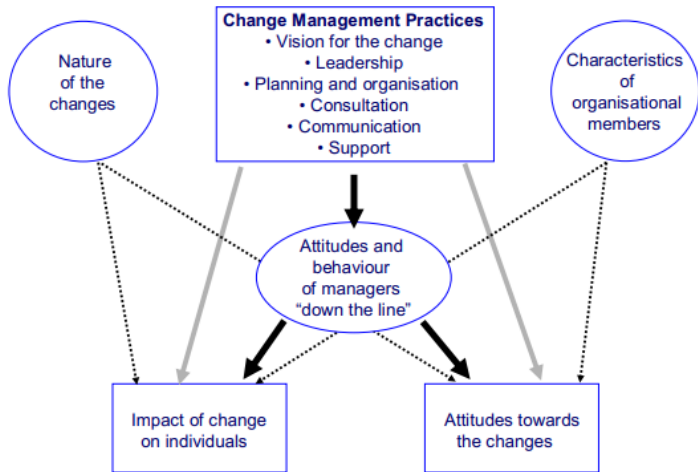 Change Management Practices
• Vision for the change
• Leadership
• Planning and organisation
• Consultation
• Communication
• Support
Nature
of the
changes
Characteristics
of
organisational
members
Attitudes and
behaviour
of managers
“down the line”
Impact of change
on individuals
Attitudes towards
the changes